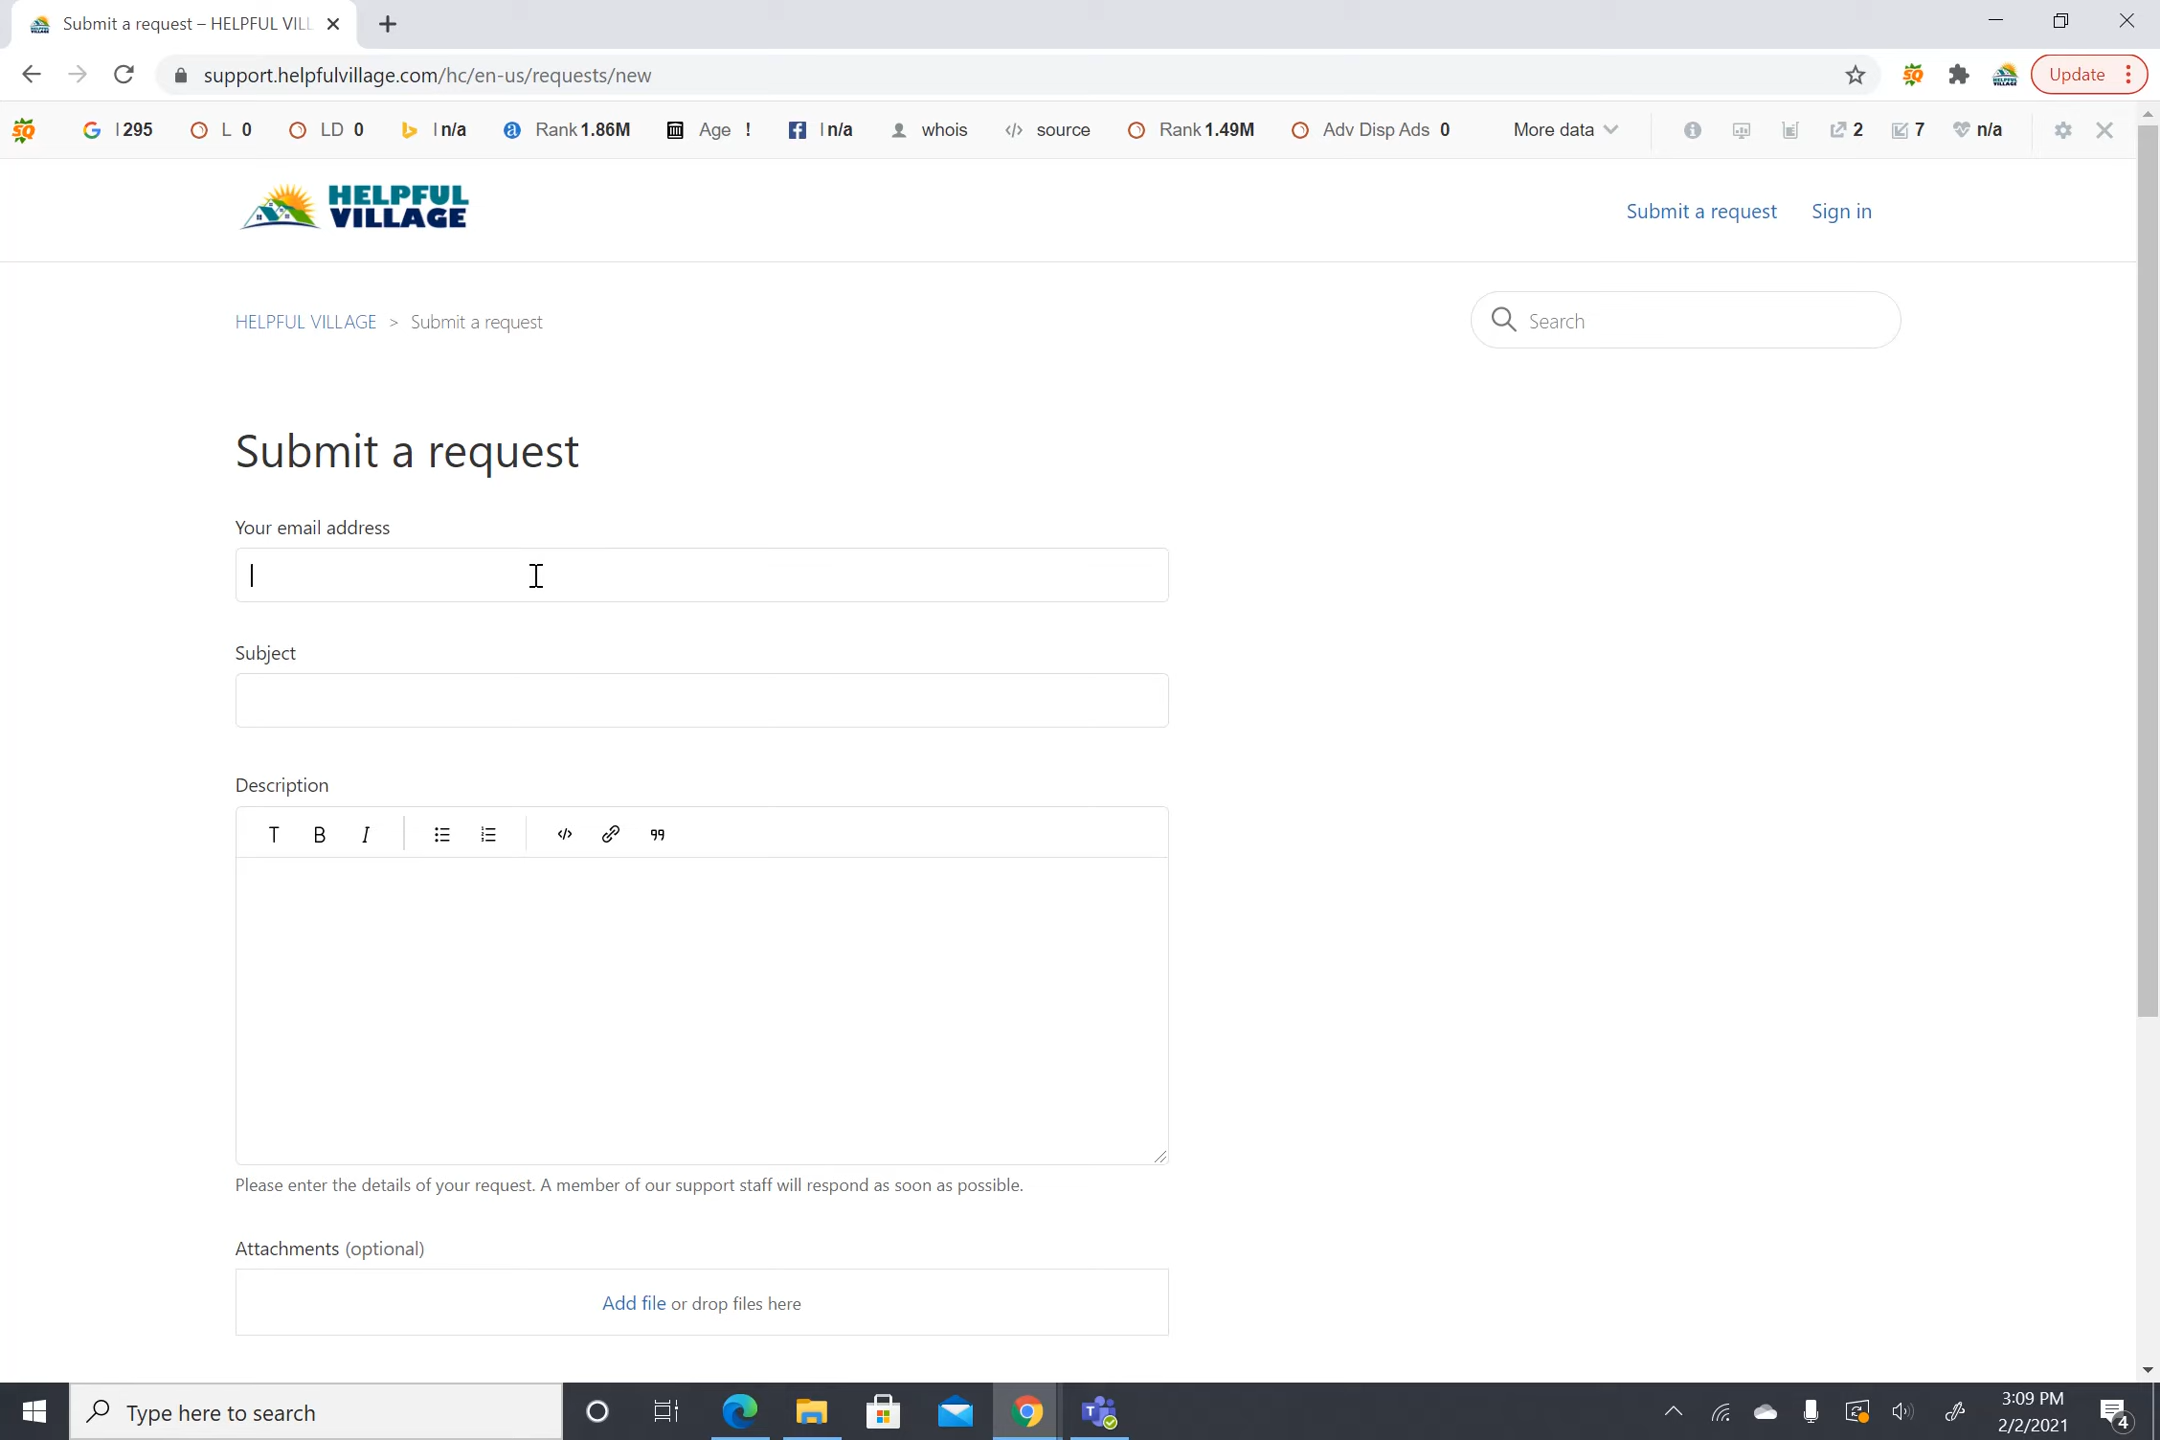 Submit a request – HELPFUL VILL
support.helpfulvillage.com/hc/en-us/requests/new
Update
SQ
SQ G I 295 L 0 LD 0 I n/a a Rank 1.86M Age ! I n/a whois </> source Rank 1.49M Adv Disp Ads 0 More data 2 7 n/a
HELPFUL
VILLAGE
Submit a request Sign in
HELPFUL VILLAGE > Submit a request
Search
Submit a request
Your email address
Subject
Description
T B I </> 99
Please enter the details of your request. A member of our support staff will respond as soon as possible.
Attachments (optional)
Add file or drop files here
Type here to search
3:09 PM
2/2/2021
4